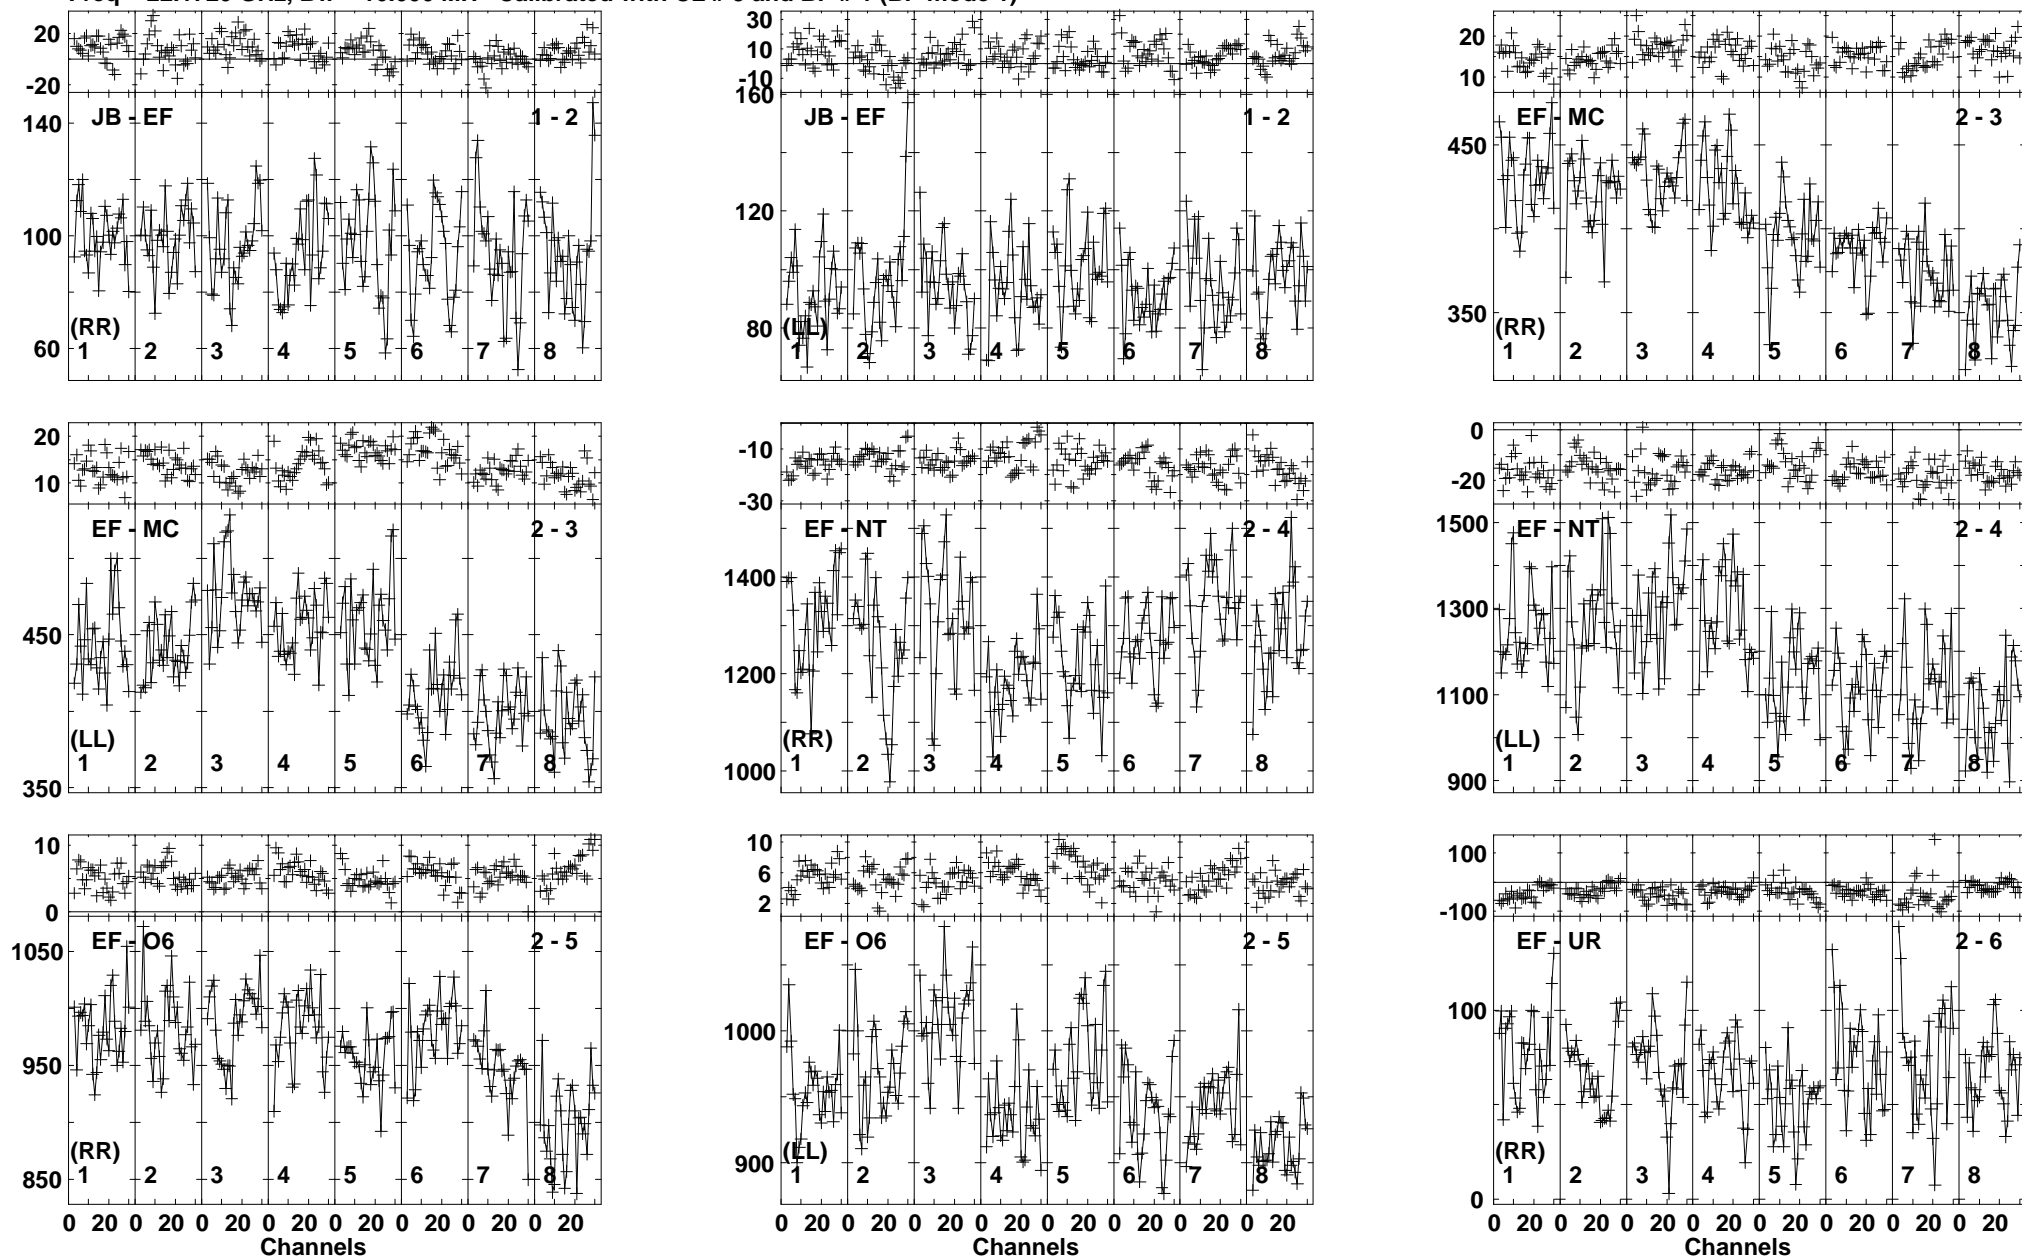 20 0 -20
JB - EF 1 - 2
140 100 60
(RR)
1 2 3 4 5 6 7 8
30 10 -10
JB - EF 1 - 2
160 120 80
(LL)
1 2 3 4 5 6 7 8
20 10
EF - MC 2 - 3
450 350
(RR)
1 2 3 4 5 6 7 8
20 10
EF - MC 2 - 3
450 350
(LL)
1 2 3 4 5 6 7 8
-10 -30
EF - NT 2 - 4
1400 1200 1000
(RR)
1 2 3 4 5 6 7 8
0 -20
EF - NT 2 - 4
1500 1300 1100 900
(LL)
1 2 3 4 5 6 7 8
10 0
EF - O6 2 - 5
1050 950 850
(RR)
1 2 3 4 5 6 7 8
0 20 0 20 0 20 0 20 0 20 0 20 0 20 0 20
Channels
10 6 2
EF - O6 2 - 5
1000 900
(LL)
1 2 3 4 5 6 7 8
0 20 0 20 0 20 0 20 0 20 0 20 0 20 0 20
Channels
100 -100
EF - UR 2 - 6
100 0
(RR)
1 2 3 4 5 6 7 8
0 20 0 20 0 20 0 20 0 20 0 20 0 20 0 20
Channels